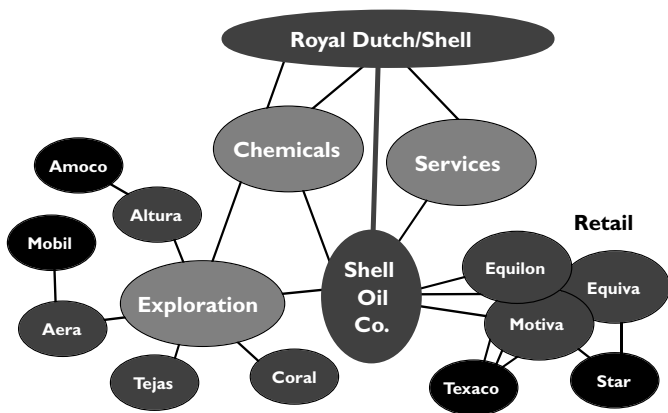 Royal Dutch/Shell
Chemicals
Services
Amoco
Altura
Mobil
Retail
Equilon
Equiva
Shell
Oil
Co.
Exploration
Motiva
Aera
Tejas
Coral
Texaco
Star